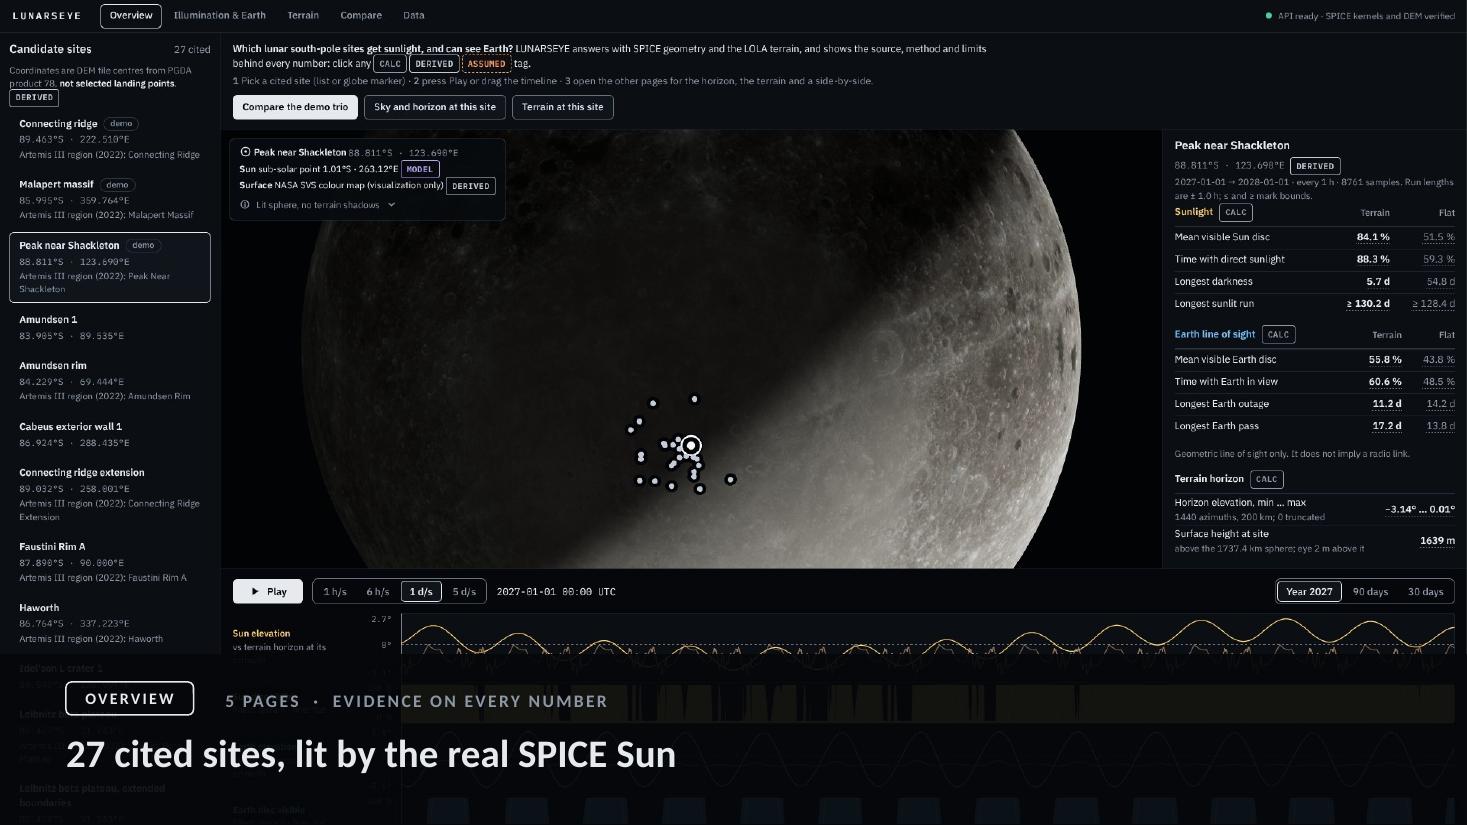 LUNARSEYE
Overview
Illumination & Earth
Terrain
Compare
Data
API ready · SPICE kernels and DEM verified
Candidate sites
27 cited
Coordinates are DEM tile centres from PGDA
product 78, not selected landing points.
DERIVED
Connecting ridge demo
89.463°S · 222.510°E
Artemis III region (2022): Connecting Ridge
Malapert massif demo
85.995°S · 359.764°E
Artemis III region (2022): Malapert Massif
Peak near Shackleton demo
88.811°S · 123.690°E
Artemis III region (2022): Peak Near
Shackleton
Amundsen 1
83.905°S · 89.535°E
Amundsen rim
84.229°S · 69.444°E
Artemis III region (2022): Amundsen Rim
Cabeus exterior wall 1
86.924°S · 288.435°E
Connecting ridge extension
89.032°S · 258.001°E
Artemis III region (2022): Connecting Ridge
Extension
Faustini Rim A
87.890°S · 90.000°E
Artemis III region (2022): Faustini Rim A
Haworth
86.764°S · 337.223°E
Artemis III region (2022): Haworth
Which lunar south-pole sites get sunlight, and can see Earth? LUNARSEYE answers with SPICE geometry and the LOLA terrain, and shows the source, method and limits
behind every number: click any CALC DERIVED ASSUMED tag.
1 Pick a cited site (list or globe marker) · 2 press Play or drag the timeline · 3 open the other pages for the horizon, the terrain and a side-by-side.
Compare the demo trio
Sky and horizon at this site
Terrain at this site
Peak near Shackleton 88.811°S · 123.690°E
Sun sub-solar point 1.01°S · 263.12°E MODEL
Surface NASA SVS colour map (visualization only) DERIVED
Lit sphere, no terrain shadows
Peak near Shackleton
88.811°S · 123.690°E DERIVED
2027-01-01 → 2028-01-01 · every 1 h · 8761 samples. Run lengths
are ± 1.0 h; ≤ and ≥ mark bounds.
Sunlight CALC Terrain Flat
Mean visible Sun disc 84.1 % 51.5 %
Time with direct sunlight 88.3 % 59.3 %
Longest darkness 5.7 d 54.8 d
Longest sunlit run ≥ 130.2 d ≥ 128.4 d
Earth line of sight CALC Terrain Flat
Mean visible Earth disc 55.8 % 43.8 %
Time with Earth in view 60.6 % 48.5 %
Longest Earth outage 11.2 d 14.2 d
Longest Earth pass 17.2 d 13.8 d
Geometric line of sight only. It does not imply a radio link.
Terrain horizon CALC
Horizon elevation, min … max −3.14° … 0.01°
1440 azimuths, 200 km; 0 truncated
Surface height at site 1639 m
above the 1737.4 km sphere; eye 2 m above it
Play
1 h/s
6 h/s
1 d/s
5 d/s
2027-01-01 00:00 UTC
Year 2027
90 days
30 days
Sun elevation
vs terrain horizon at its
2.7°
0°
Idel'son L crater 1
Leibnitz beta plateau, extended
boundaries
Earth disc visible
OVERVIEW
5 PAGES · EVIDENCE ON EVERY NUMBER
27 cited sites, lit by the real SPICE Sun